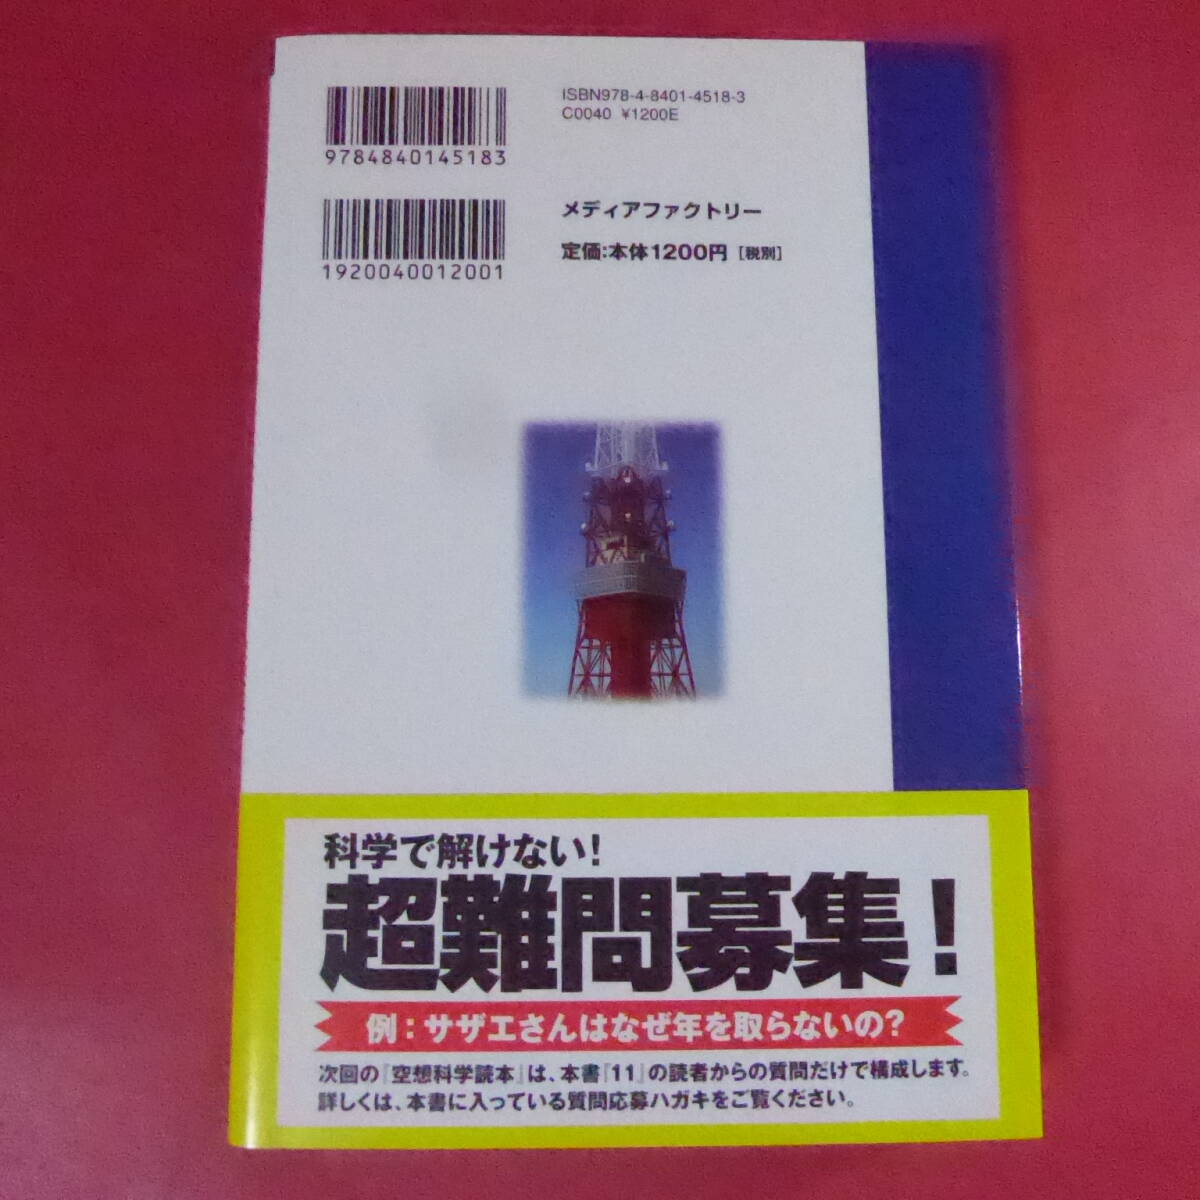 ISBN978-4-8401-4518-3
C0040 ¥1200E
9784840145183
メディアファクトリー
定価:本体1200円 [税別]
1920040012001
科学で解けない!
超難問募集!
例:サザエさんはなぜ年を取らないの?
次回の『空想科学読本』は、本書『11』の読者からの質問だけで構成します。
詳しくは、本書に入っている質問応募ハガキをご覧ください。